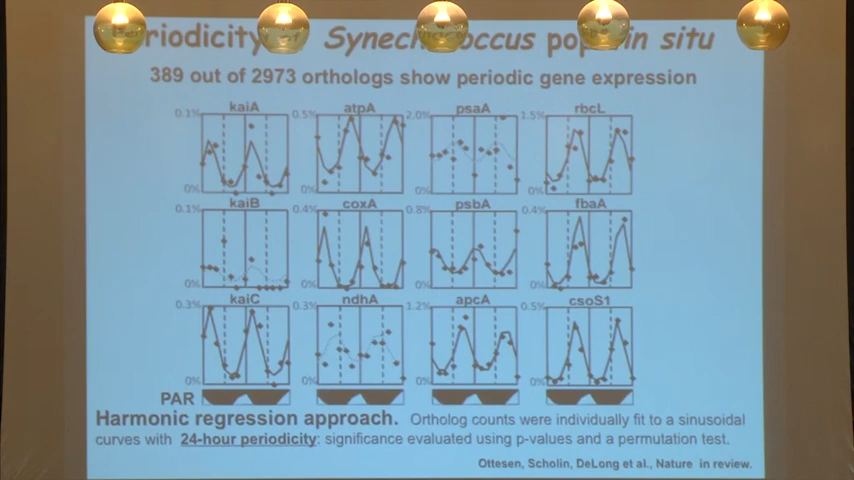 riodicity Synech occus pop in situ
389 out of 2973 orthologs show periodic gene expression
kaiA atpA psaA rbcL
0.1% 0.5% 2.0% 1.5%
0% 0% 0% 0%
kaiB coxA psbA fbaA
0.1% 0.4% 0.8% 0.4%
0% 0% 0% 0%
kaiC ndhA apcA csoS1
0.3% 0.3% 1.2% 0.5%
0% 0% 0% 0%
PAR
Harmonic regression approach. Ortholog counts were individually fit to a sinusoidal
curves with 24-hour periodicity: significance evaluated using p-values and a permutation test.
Ottesen, Scholin, DeLong et al., Nature in review.